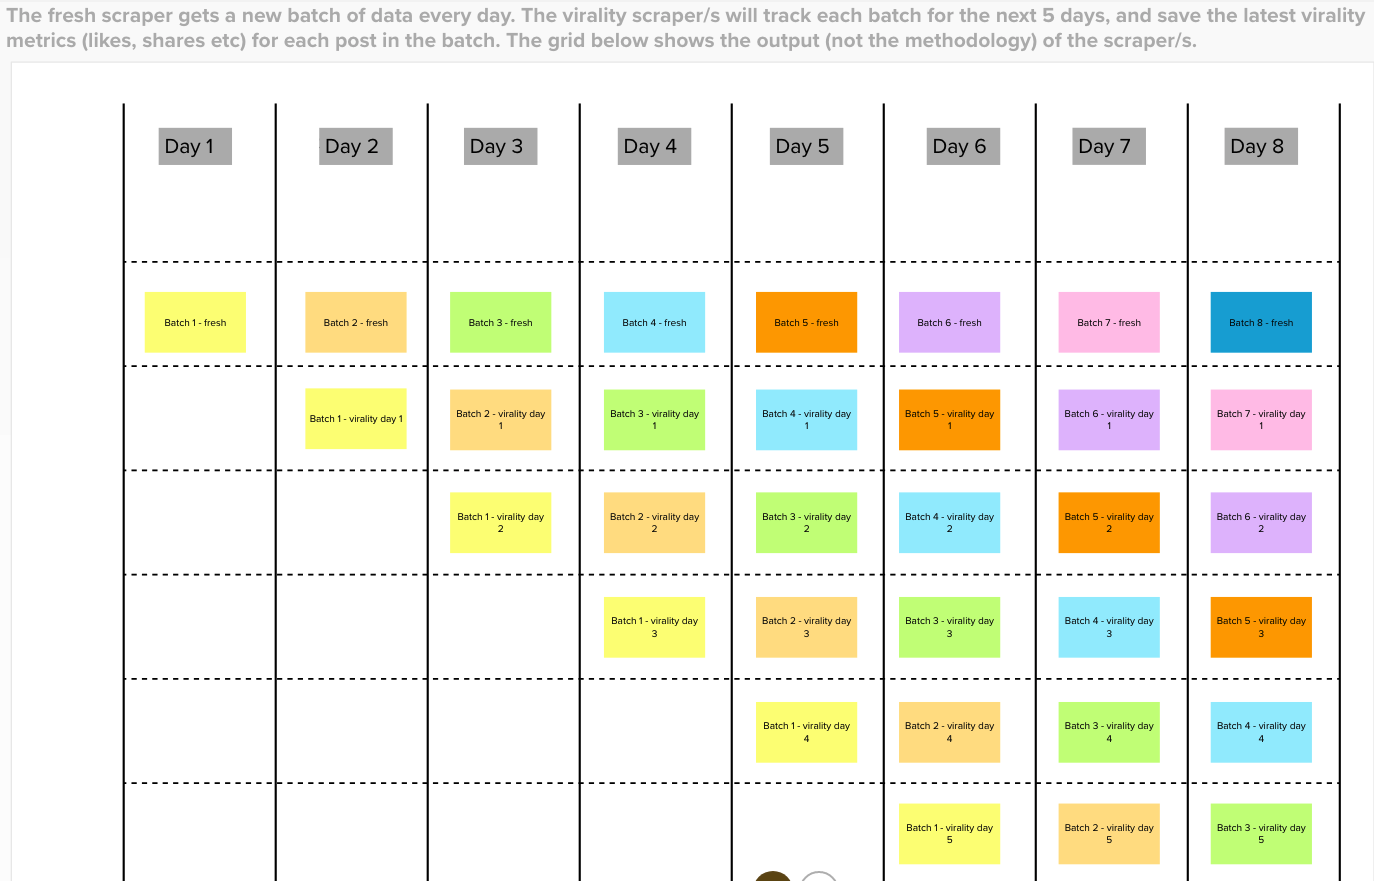 The fresh scraper gets a new batch of data every day. The virality scraper/s will track each batch for the next 5 days, and save the latest virality
metrics (likes, shares etc) for each post in the batch. The grid below shows the output (not the methodology) of the scraper/s.
Day 1
Day 2
Day 3
Day 4
Day 5
Day 6
Day 7
Day 8
Batch 1 - fresh
Batch 2 - fresh
Batch 3 - fresh
Batch 4 - fresh
Batch 5 - fresh
Batch 6 - fresh
Batch 7 - fresh
Batch 8 - fresh
Batch 1 - virality day 1
Batch 2 - virality day
1
Batch 3 - virality day
1
Batch 4 - virality day
1
Batch 5 - virality day
1
Batch 6 - virality day
1
Batch 7 - virality day
1
Batch 1 - virality day
2
Batch 2 - virality day
2
Batch 3 - virality day
2
Batch 4 - virality day
2
Batch 5 - virality day
2
Batch 6 - virality day
2
Batch 1 - virality day
3
Batch 2 - virality day
3
Batch 3 - virality day
3
Batch 4 - virality day
3
Batch 5 - virality day
3
Batch 1 - virality day
4
Batch 2 - virality day
4
Batch 3 - virality day
4
Batch 4 - virality day
4
Batch 1 - virality day
5
Batch 2 - virality day
5
Batch 3 - virality day
5